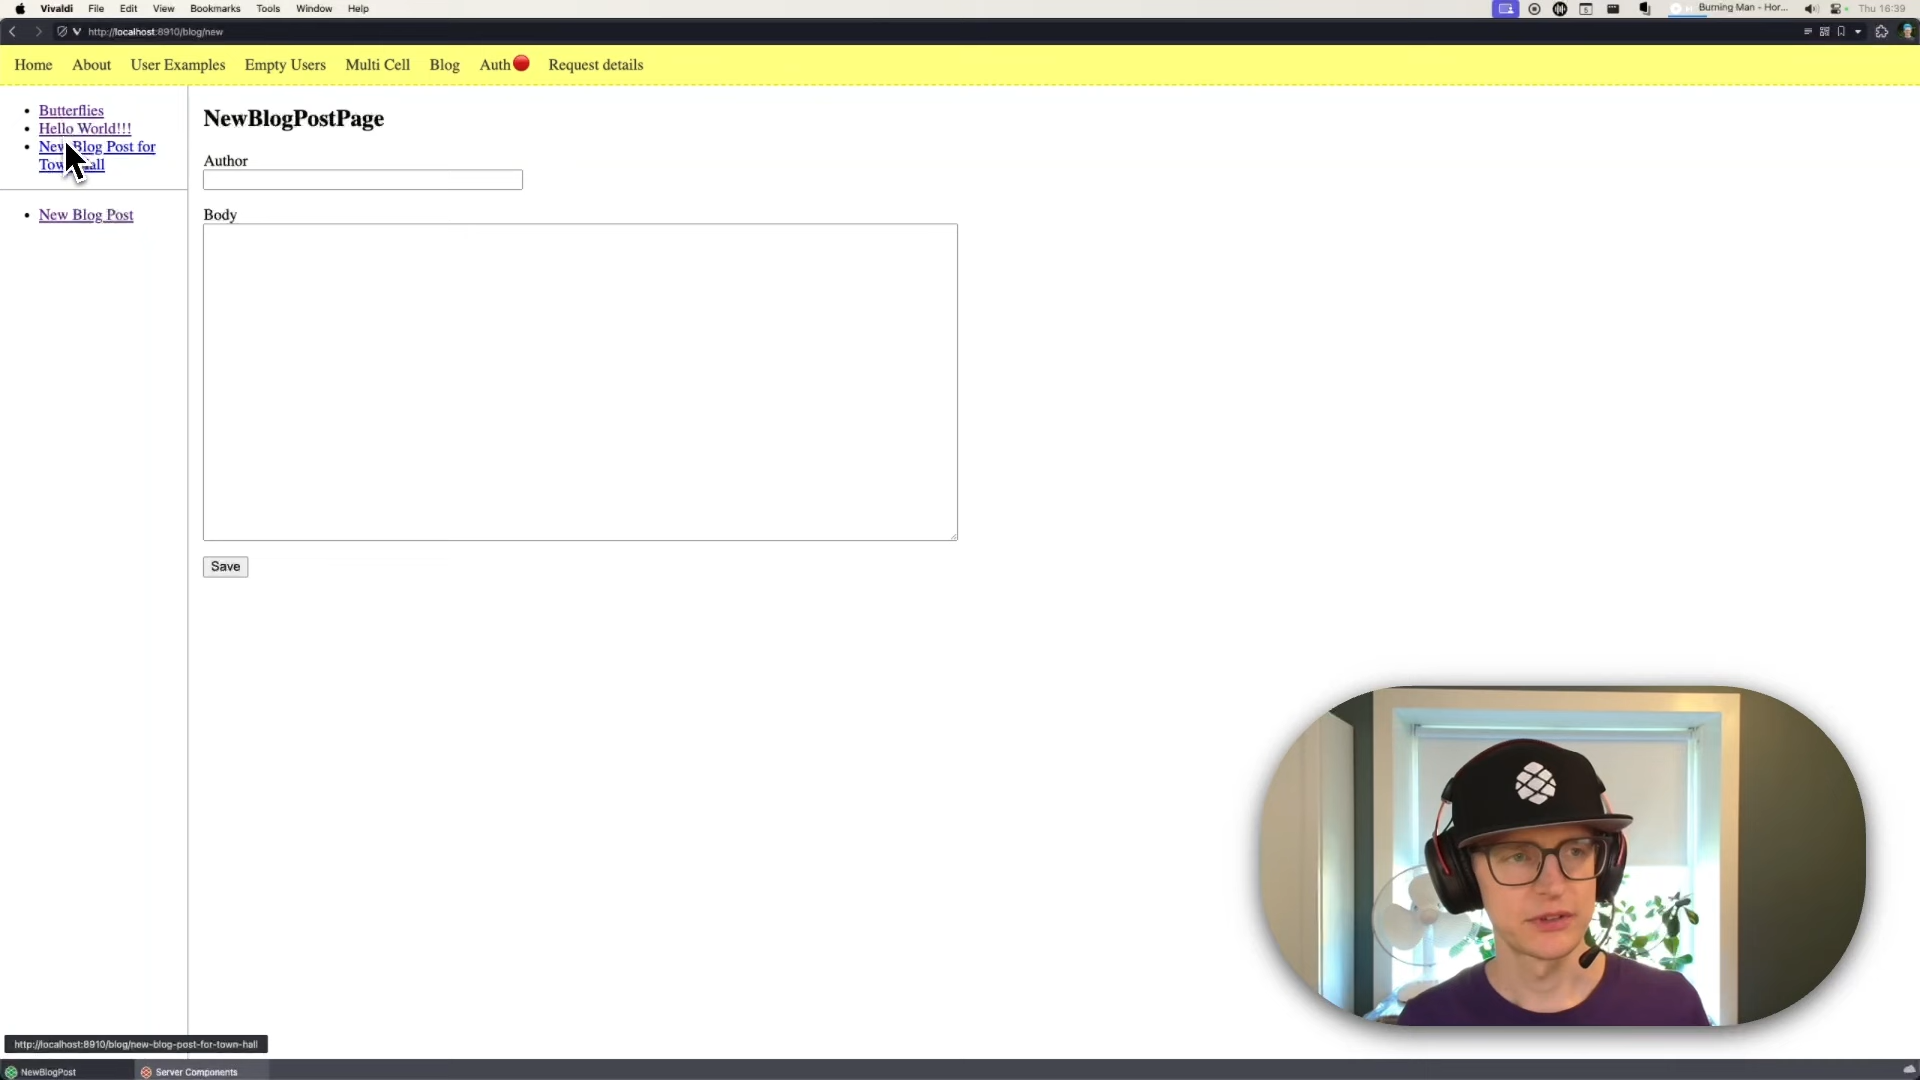 Vivaldi File Edit View Bookmarks Tools Window Help
Burning Man - Hor... Thu 16:39
http://localhost:8910/blog/new
Home About User Examples Empty Users Multi Cell Blog Auth Request details
Butterflies
Hello World!!!
New Blog Post for
Town Hall
New Blog Post
NewBlogPostPage
Author
Body
Save
http://localhost:8910/blog/new-blog-post-for-town-hall
NewBlogPost Server Components